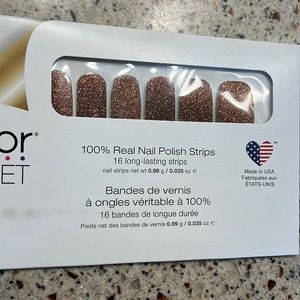 or®
ET
100% Real Nail Polish Strips
16 long-lasting strips
nail strips net wt 0.99 g / 0.035 oz ℮
Bandes de vernis
à ongles véritable à 100%
16 bandes de longue durée
Poids net des bandes de vernis 0.99 g / 0.035 oz ℮
Made in USA
Fabriquées aux
ÉTATS-UNIS